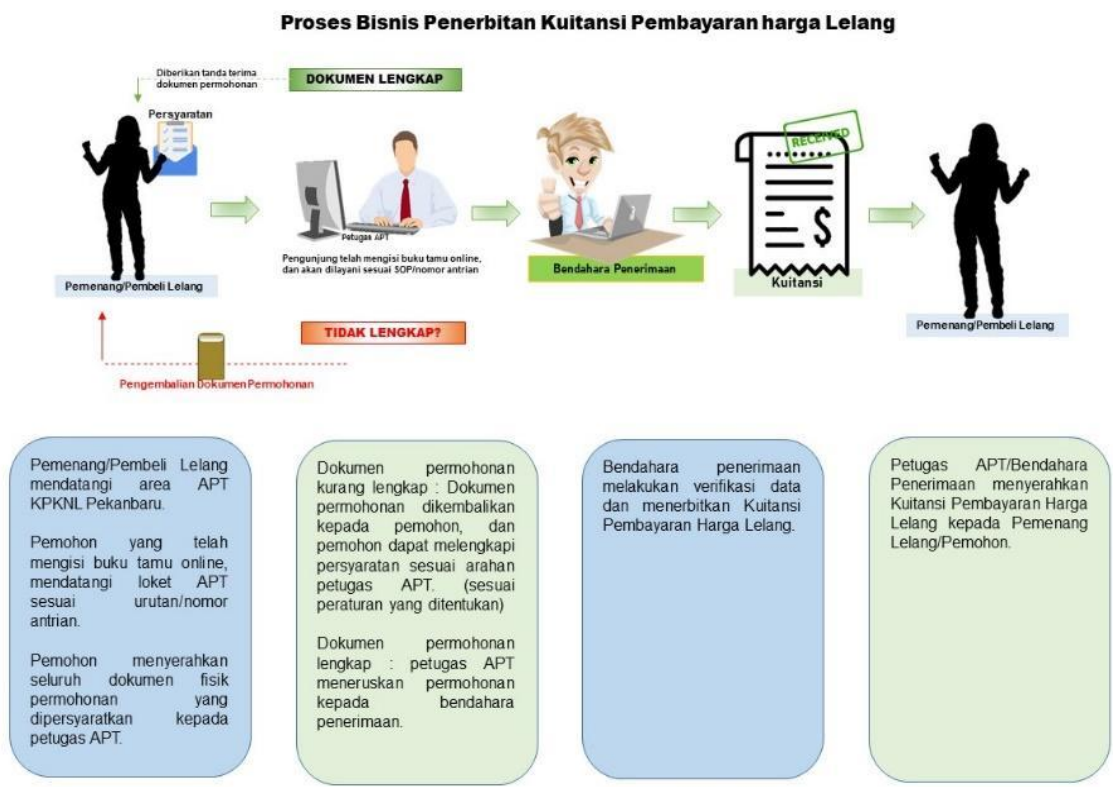 Proses Bisnis Penerbitan Kuitansi Pembayaran harga Lelang
Diberikan tanda terima
dokumen permohonan
DOKUMEN LENGKAP
Persyaratan
RECEIVED
$
Petugas APT
Pengunjung telah mengisi buku tamu online,
dan akan dilayani sesuai SOP/nomor antrian
Bendahara Penerimaan
Kuitansi
Pemenang/Pembeli Lelang
Pemenang/Pembeli Lelang
TIDAK LENGKAP?
Pengembalian Dokumen Permohonan
Pemenang/Pembeli Lelang
mendatangi area APT
KPKNL Pekanbaru.
Pemohon yang telah
mengisi buku tamu online,
mendatangi loket APT
sesuai urutan/nomor
antrian.
Pemohon menyerahkan
seluruh dokumen fisik
permohonan yang
dipersyaratkan kepada
petugas APT.
Dokumen permohonan
kurang lengkap : Dokumen
permohonan dikembalikan
kepada pemohon, dan
pemohon dapat melengkapi
persyaratan sesuai arahan
petugas APT. (sesuai
peraturan yang ditentukan)
Dokumen permohonan
lengkap : petugas APT
meneruskan permohonan
kepada bendahara
penerimaan.
Bendahara penerimaan
melakukan verifikasi data
dan menerbitkan Kuitansi
Pembayaran Harga Lelang.
Petugas APT/Bendahara
Penerimaan menyerahkan
Kuitansi Pembayaran Harga
Lelang kepada Pemenang
Lelang/Pemohon.